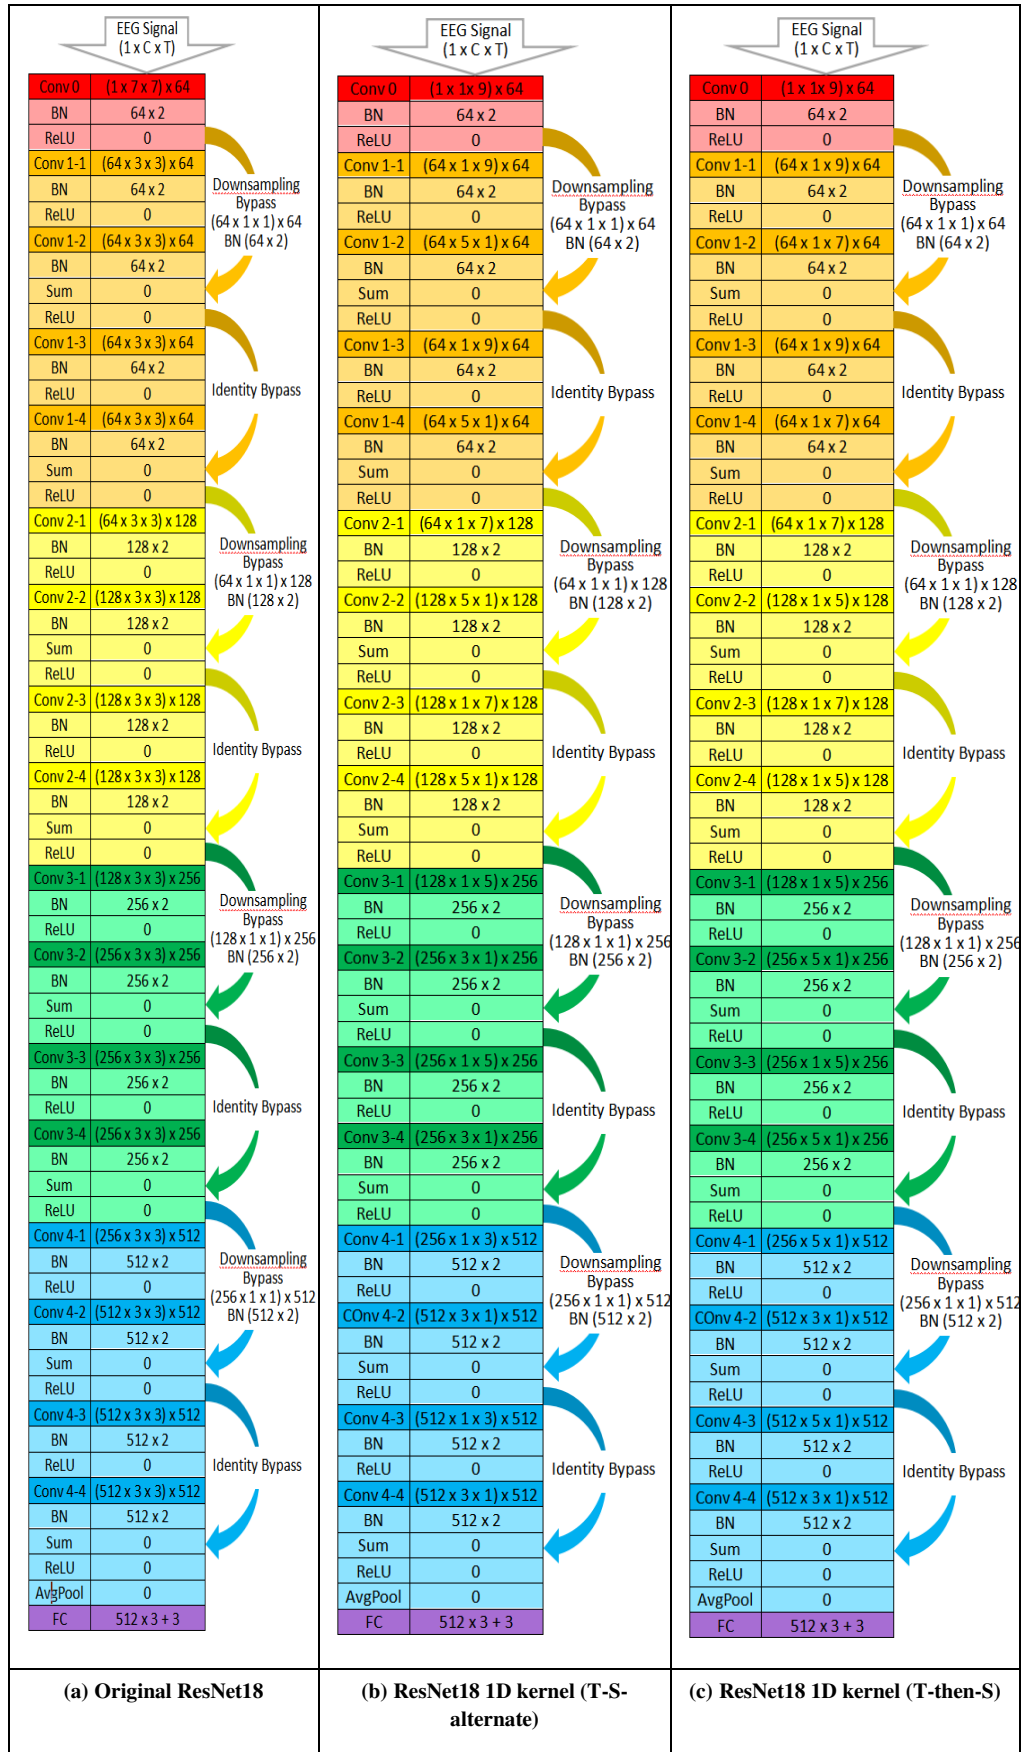 EEG Signal
(1 x C x T)
Conv 0 (1 x 7 x 7) x 64
BN 64 x 2
ReLU 0
Conv 1-1 (64 x 3 x 3) x 64
BN 64 x 2
ReLU 0
Conv 1-2 (64 x 3 x 3) x 64
BN 64 x 2
Sum 0
ReLU 0
Conv 1-3 (64 x 3 x 3) x 64
BN 64 x 2
ReLU 0
Conv 1-4 (64 x 3 x 3) x 64
BN 64 x 2
Sum 0
ReLU 0
Conv 2-1 (64 x 3 x 3) x 128
BN 128 x 2
ReLU 0
Conv 2-2 (128 x 3 x 3) x 128
BN 128 x 2
Sum 0
ReLU 0
Conv 2-3 (128 x 3 x 3) x 128
BN 128 x 2
ReLU 0
Conv 2-4 (128 x 3 x 3) x 128
BN 128 x 2
Sum 0
ReLU 0
Conv 3-1 (128 x 3 x 3) x 256
BN 256 x 2
ReLU 0
Conv 3-2 (256 x 3 x 3) x 256
BN 256 x 2
Sum 0
ReLU 0
Conv 3-3 (256 x 3 x 3) x 256
BN 256 x 2
ReLU 0
Conv 3-4 (256 x 3 x 3) x 256
BN 256 x 2
Sum 0
ReLU 0
Conv 4-1 (256 x 3 x 3) x 512
BN 512 x 2
ReLU 0
Conv 4-2 (512 x 3 x 3) x 512
BN 512 x 2
Sum 0
ReLU 0
Conv 4-3 (512 x 3 x 3) x 512
BN 512 x 2
ReLU 0
Conv 4-4 (512 x 3 x 3) x 512
BN 512 x 2
Sum 0
ReLU 0
AvgPool 0
FC 512 x 3 + 3
Downsampling
Bypass
(64 x 1 x 1) x 64
BN (64 x 2)
Identity Bypass
Downsampling
Bypass
(64 x 1 x 1) x 128
BN (128 x 2)
Identity Bypass
Downsampling
Bypass
(128 x 1 x 1) x 256
BN (256 x 2)
Identity Bypass
Downsampling
Bypass
(256 x 1 x 1) x 512
BN (512 x 2)
Identity Bypass
(a) Original ResNet18
EEG Signal
(1 x C x T)
Conv 0 (1 x 1x 9) x 64
BN 64 x 2
ReLU 0
Conv 1-1 (64 x 1 x 9) x 64
BN 64 x 2
ReLU 0
Conv 1-2 (64 x 5 x 1) x 64
BN 64 x 2
Sum 0
ReLU 0
Conv 1-3 (64 x 1 x 9) x 64
BN 64 x 2
ReLU 0
Conv 1-4 (64 x 5 x 1) x 64
BN 64 x 2
Sum 0
ReLU 0
Conv 2-1 (64 x 1 x 7) x 128
BN 128 x 2
ReLU 0
Conv 2-2 (128 x 5 x 1) x 128
BN 128 x 2
Sum 0
ReLU 0
Conv 2-3 (128 x 1 x 7) x 128
BN 128 x 2
ReLU 0
Conv 2-4 (128 x 5 x 1) x 128
BN 128 x 2
Sum 0
ReLU 0
Conv 3-1 (128 x 1 x 5) x 256
BN 256 x 2
ReLU 0
Conv 3-2 (256 x 3 x 1) x 256
BN 256 x 2
Sum 0
ReLU 0
Conv 3-3 (256 x 1 x 5) x 256
BN 256 x 2
ReLU 0
Conv 3-4 (256 x 3 x 1) x 256
BN 256 x 2
Sum 0
ReLU 0
Conv 4-1 (256 x 1 x 3) x 512
BN 512 x 2
ReLU 0
COnv 4-2 (512 x 3 x 1) x 512
BN 512 x 2
Sum 0
ReLU 0
Conv 4-3 (512 x 1 x 3) x 512
BN 512 x 2
ReLU 0
Conv 4-4 (512 x 3 x 1) x 512
BN 512 x 2
Sum 0
ReLU 0
AvgPool 0
FC 512 x 3 + 3
Downsampling
Bypass
(64 x 1 x 1) x 64
BN (64 x 2)
Identity Bypass
Downsampling
Bypass
(64 x 1 x 1) x 128
BN (128 x 2)
Identity Bypass
Downsampling
Bypass
(128 x 1 x 1) x 256
BN (256 x 2)
Identity Bypass
Downsampling
Bypass
(256 x 1 x 1) x 512
BN (512 x 2)
Identity Bypass
(b) ResNet18 1D kernel (T-S-
alternate)
EEG Signal
(1 x C x T)
Conv 0 (1 x 1x 9) x 64
BN 64 x 2
ReLU 0
Conv 1-1 (64 x 1 x 9) x 64
BN 64 x 2
ReLU 0
Conv 1-2 (64 x 1 x 7) x 64
BN 64 x 2
Sum 0
ReLU 0
Conv 1-3 (64 x 1 x 9) x 64
BN 64 x 2
ReLU 0
Conv 1-4 (64 x 1 x 7) x 64
BN 64 x 2
Sum 0
ReLU 0
Conv 2-1 (64 x 1 x 7) x 128
BN 128 x 2
ReLU 0
Conv 2-2 (128 x 1 x 5) x 128
BN 128 x 2
Sum 0
ReLU 0
Conv 2-3 (128 x 1 x 7) x 128
BN 128 x 2
ReLU 0
Conv 2-4 (128 x 1 x 5) x 128
BN 128 x 2
Sum 0
ReLU 0
Conv 3-1 (128 x 1 x 5) x 256
BN 256 x 2
ReLU 0
Conv 3-2 (256 x 5 x 1) x 256
BN 256 x 2
Sum 0
ReLU 0
Conv 3-3 (256 x 1 x 5) x 256
BN 256 x 2
ReLU 0
Conv 3-4 (256 x 5 x 1) x 256
BN 256 x 2
Sum 0
ReLU 0
Conv 4-1 (256 x 5 x 1) x 512
BN 512 x 2
ReLU 0
COnv 4-2 (512 x 3 x 1) x 512
BN 512 x 2
Sum 0
ReLU 0
Conv 4-3 (512 x 5 x 1) x 512
BN 512 x 2
ReLU 0
Conv 4-4 (512 x 3 x 1) x 512
BN 512 x 2
Sum 0
ReLU 0
AvgPool 0
FC 512 x 3 + 3
Downsampling
Bypass
(64 x 1 x 1) x 64
BN (64 x 2)
Identity Bypass
Downsampling
Bypass
(64 x 1 x 1) x 128
BN (128 x 2)
Identity Bypass
Downsampling
Bypass
(128 x 1 x 1) x 256
BN (256 x 2)
Identity Bypass
Downsampling
Bypass
(256 x 1 x 1) x 512
BN (512 x 2)
Identity Bypass
(c) ResNet18 1D kernel (T-then-S)